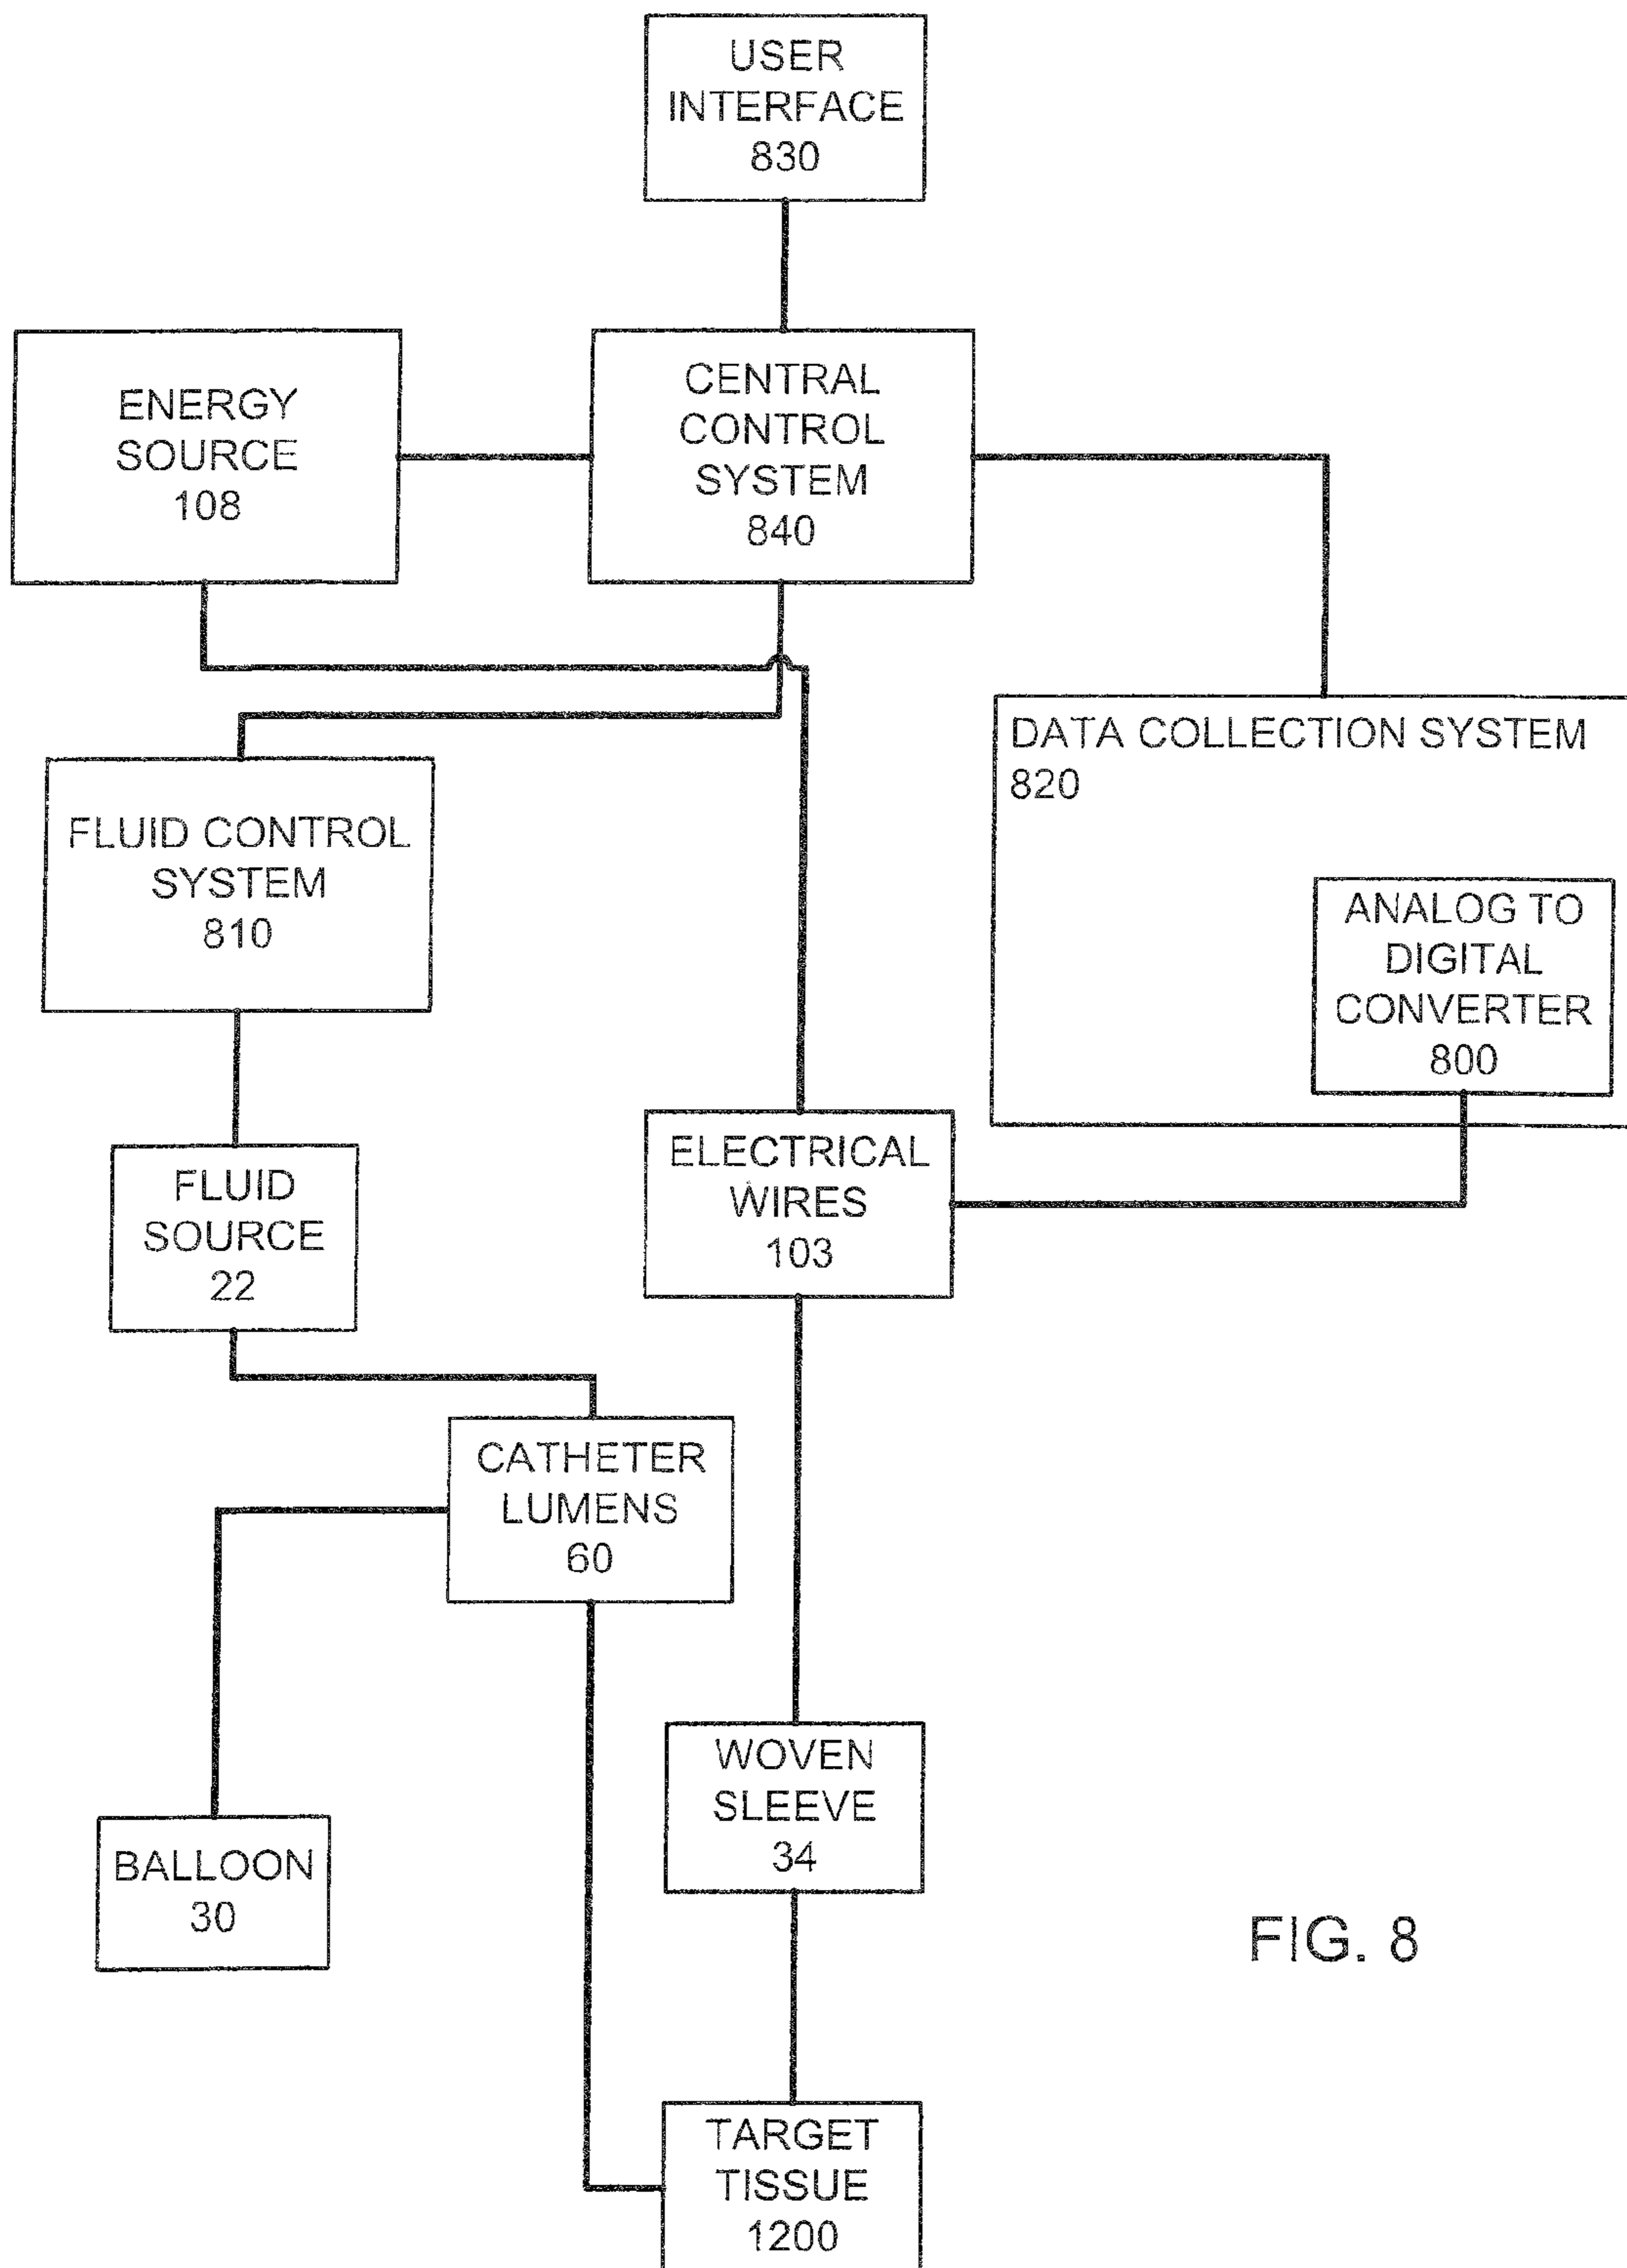 USER
INTERFACE
830
ENERGY
SOURCE
108
CENTRAL
CONTROL
SYSTEM
840
DATA COLLECTION SYSTEM
820
FLUID CONTROL
SYSTEM
810
ANALOG TO
DIGITAL
CONVERTER
800
FLUID
SOURCE
22
ELECTRICAL
WIRES
103
CATHETER
LUMENS
60
WOVEN
SLEEVE
34
BALLOON
30
TARGET
TISSUE
1200
FIG. 8